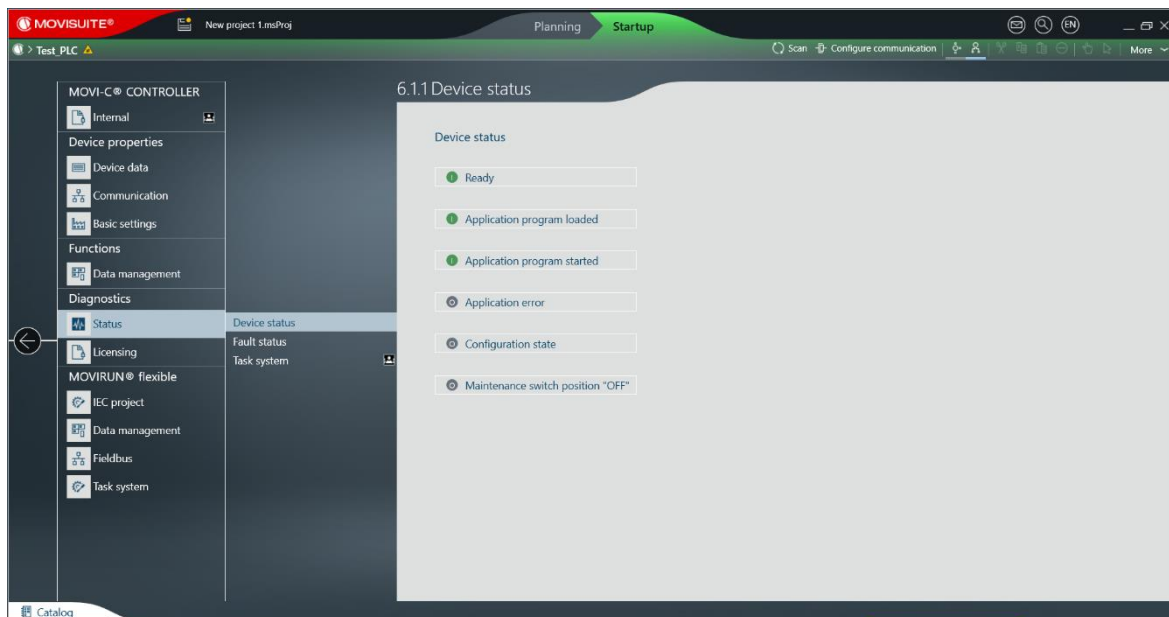 MOVISUITE® New project 1.msProj Planning Startup EN
> Test_PLC Scan Configure communication More
MOVI-C® CONTROLLER
Internal
Device properties
Device data
Communication
Basic settings
Functions
Data management
Diagnostics
Status
Licensing
MOVIRUN® flexible
IEC project
Data management
Fieldbus
Task system
Device status
Fault status
Task system
6.1.1 Device status
Device status
Ready
Application program loaded
Application program started
Application error
Configuration state
Maintenance switch position "OFF"
Catalog